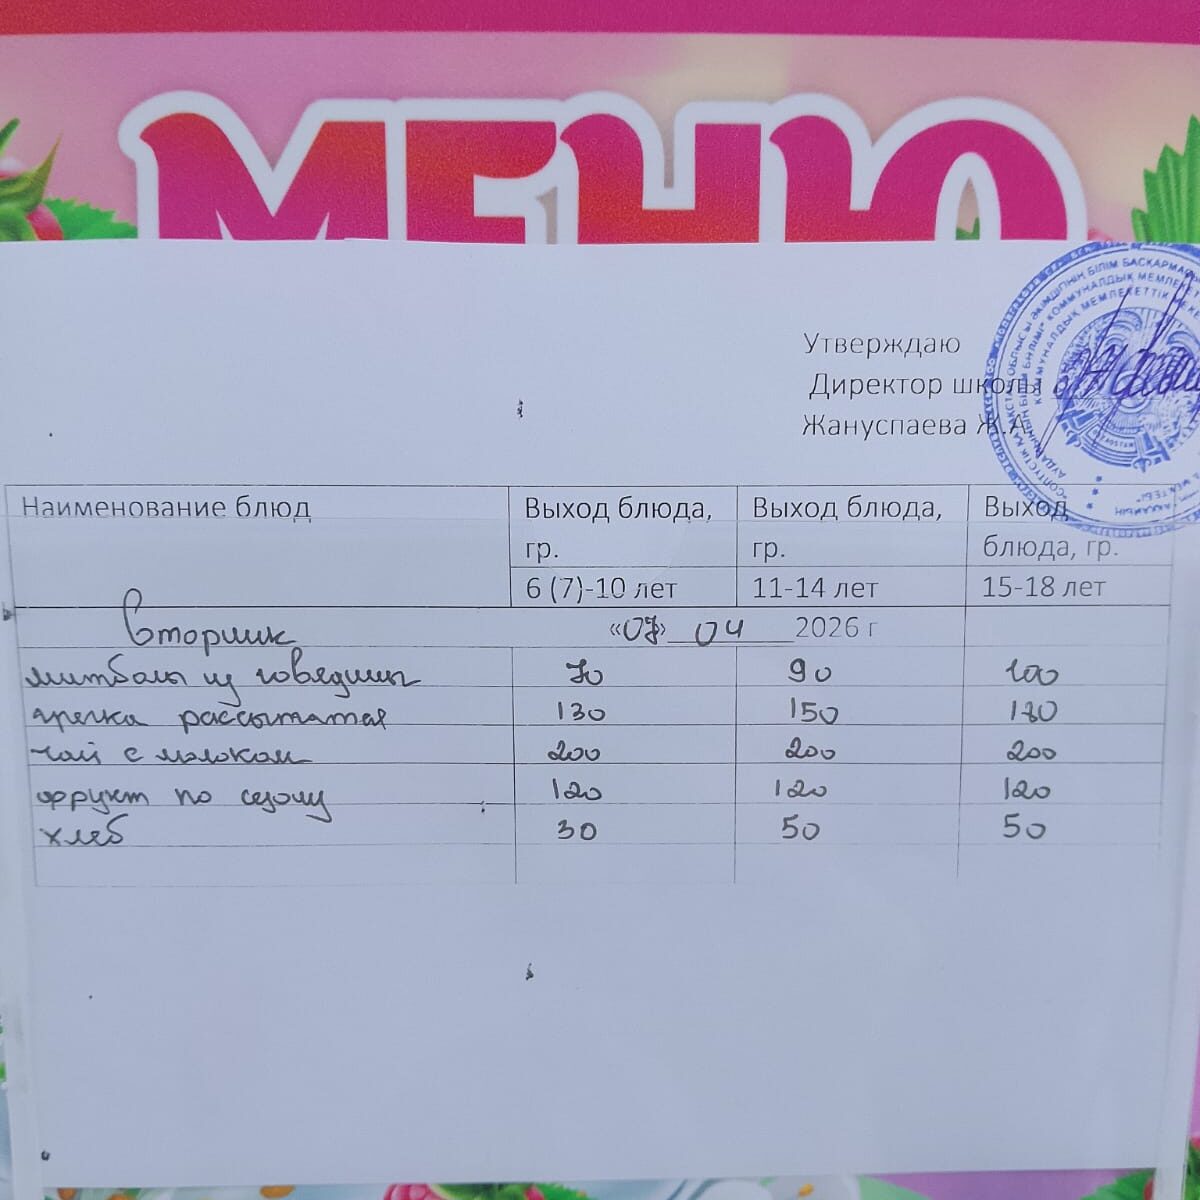 МЕНЮ
Утверждаю
Директор школы
Жануспаева Ж.А
Наименование блюд Выход блюда, гр. Выход блюда, гр. Выход блюда, гр.
6 (7)-10 лет 11-14 лет 15-18 лет
Вторник «07» 04 2026 г
митболы из говядины 70 90 100
гречка рассыпчатая 130 150 180
чай с молоком 200 200 200
фрукт по сезону 120 120 120
хлеб 30 50 50